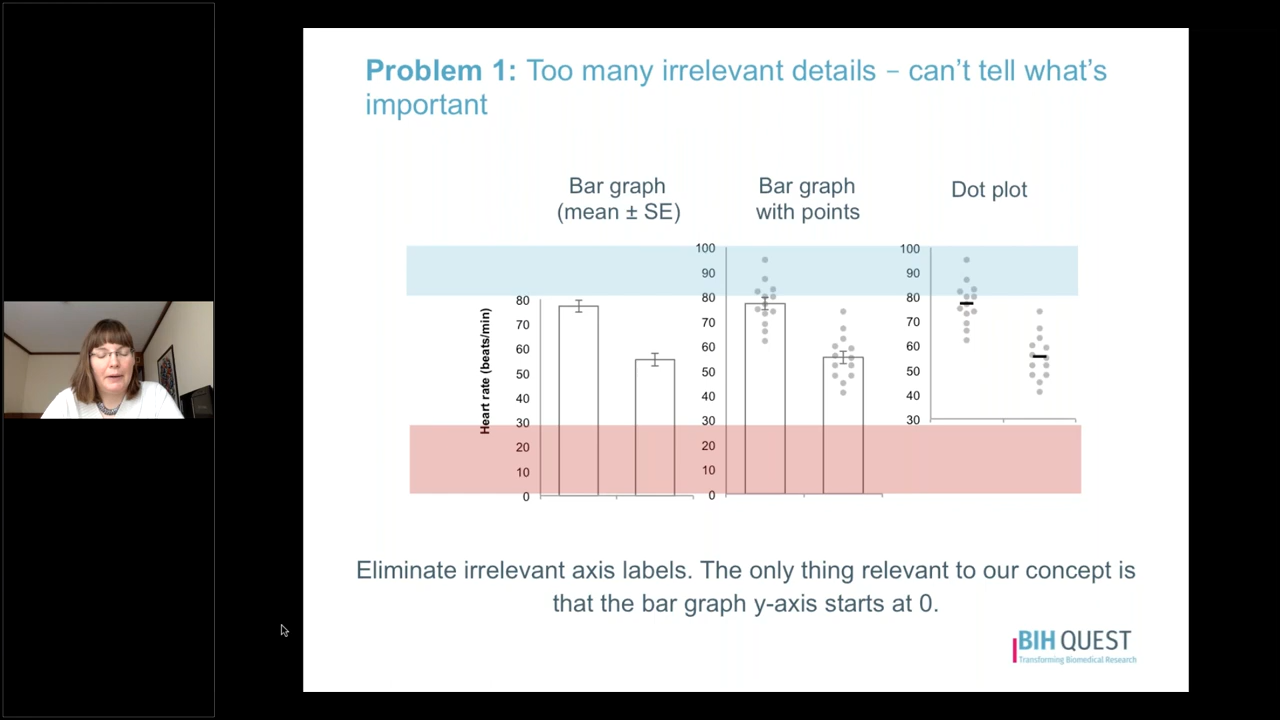 Problem 1: Too many irrelevant details – can't tell what's
important
Bar graph
(mean ± SE)
Bar graph
with points
Dot plot
Heart rate (beats/min)
80
70
60
50
40
30
20
10
0
100
90
80
70
60
50
40
30
20
10
0
100
90
80
70
60
50
40
30
Eliminate irrelevant axis labels. The only thing relevant to our concept is
that the bar graph y-axis starts at 0.
BIH QUEST
Transforming Biomedical Research